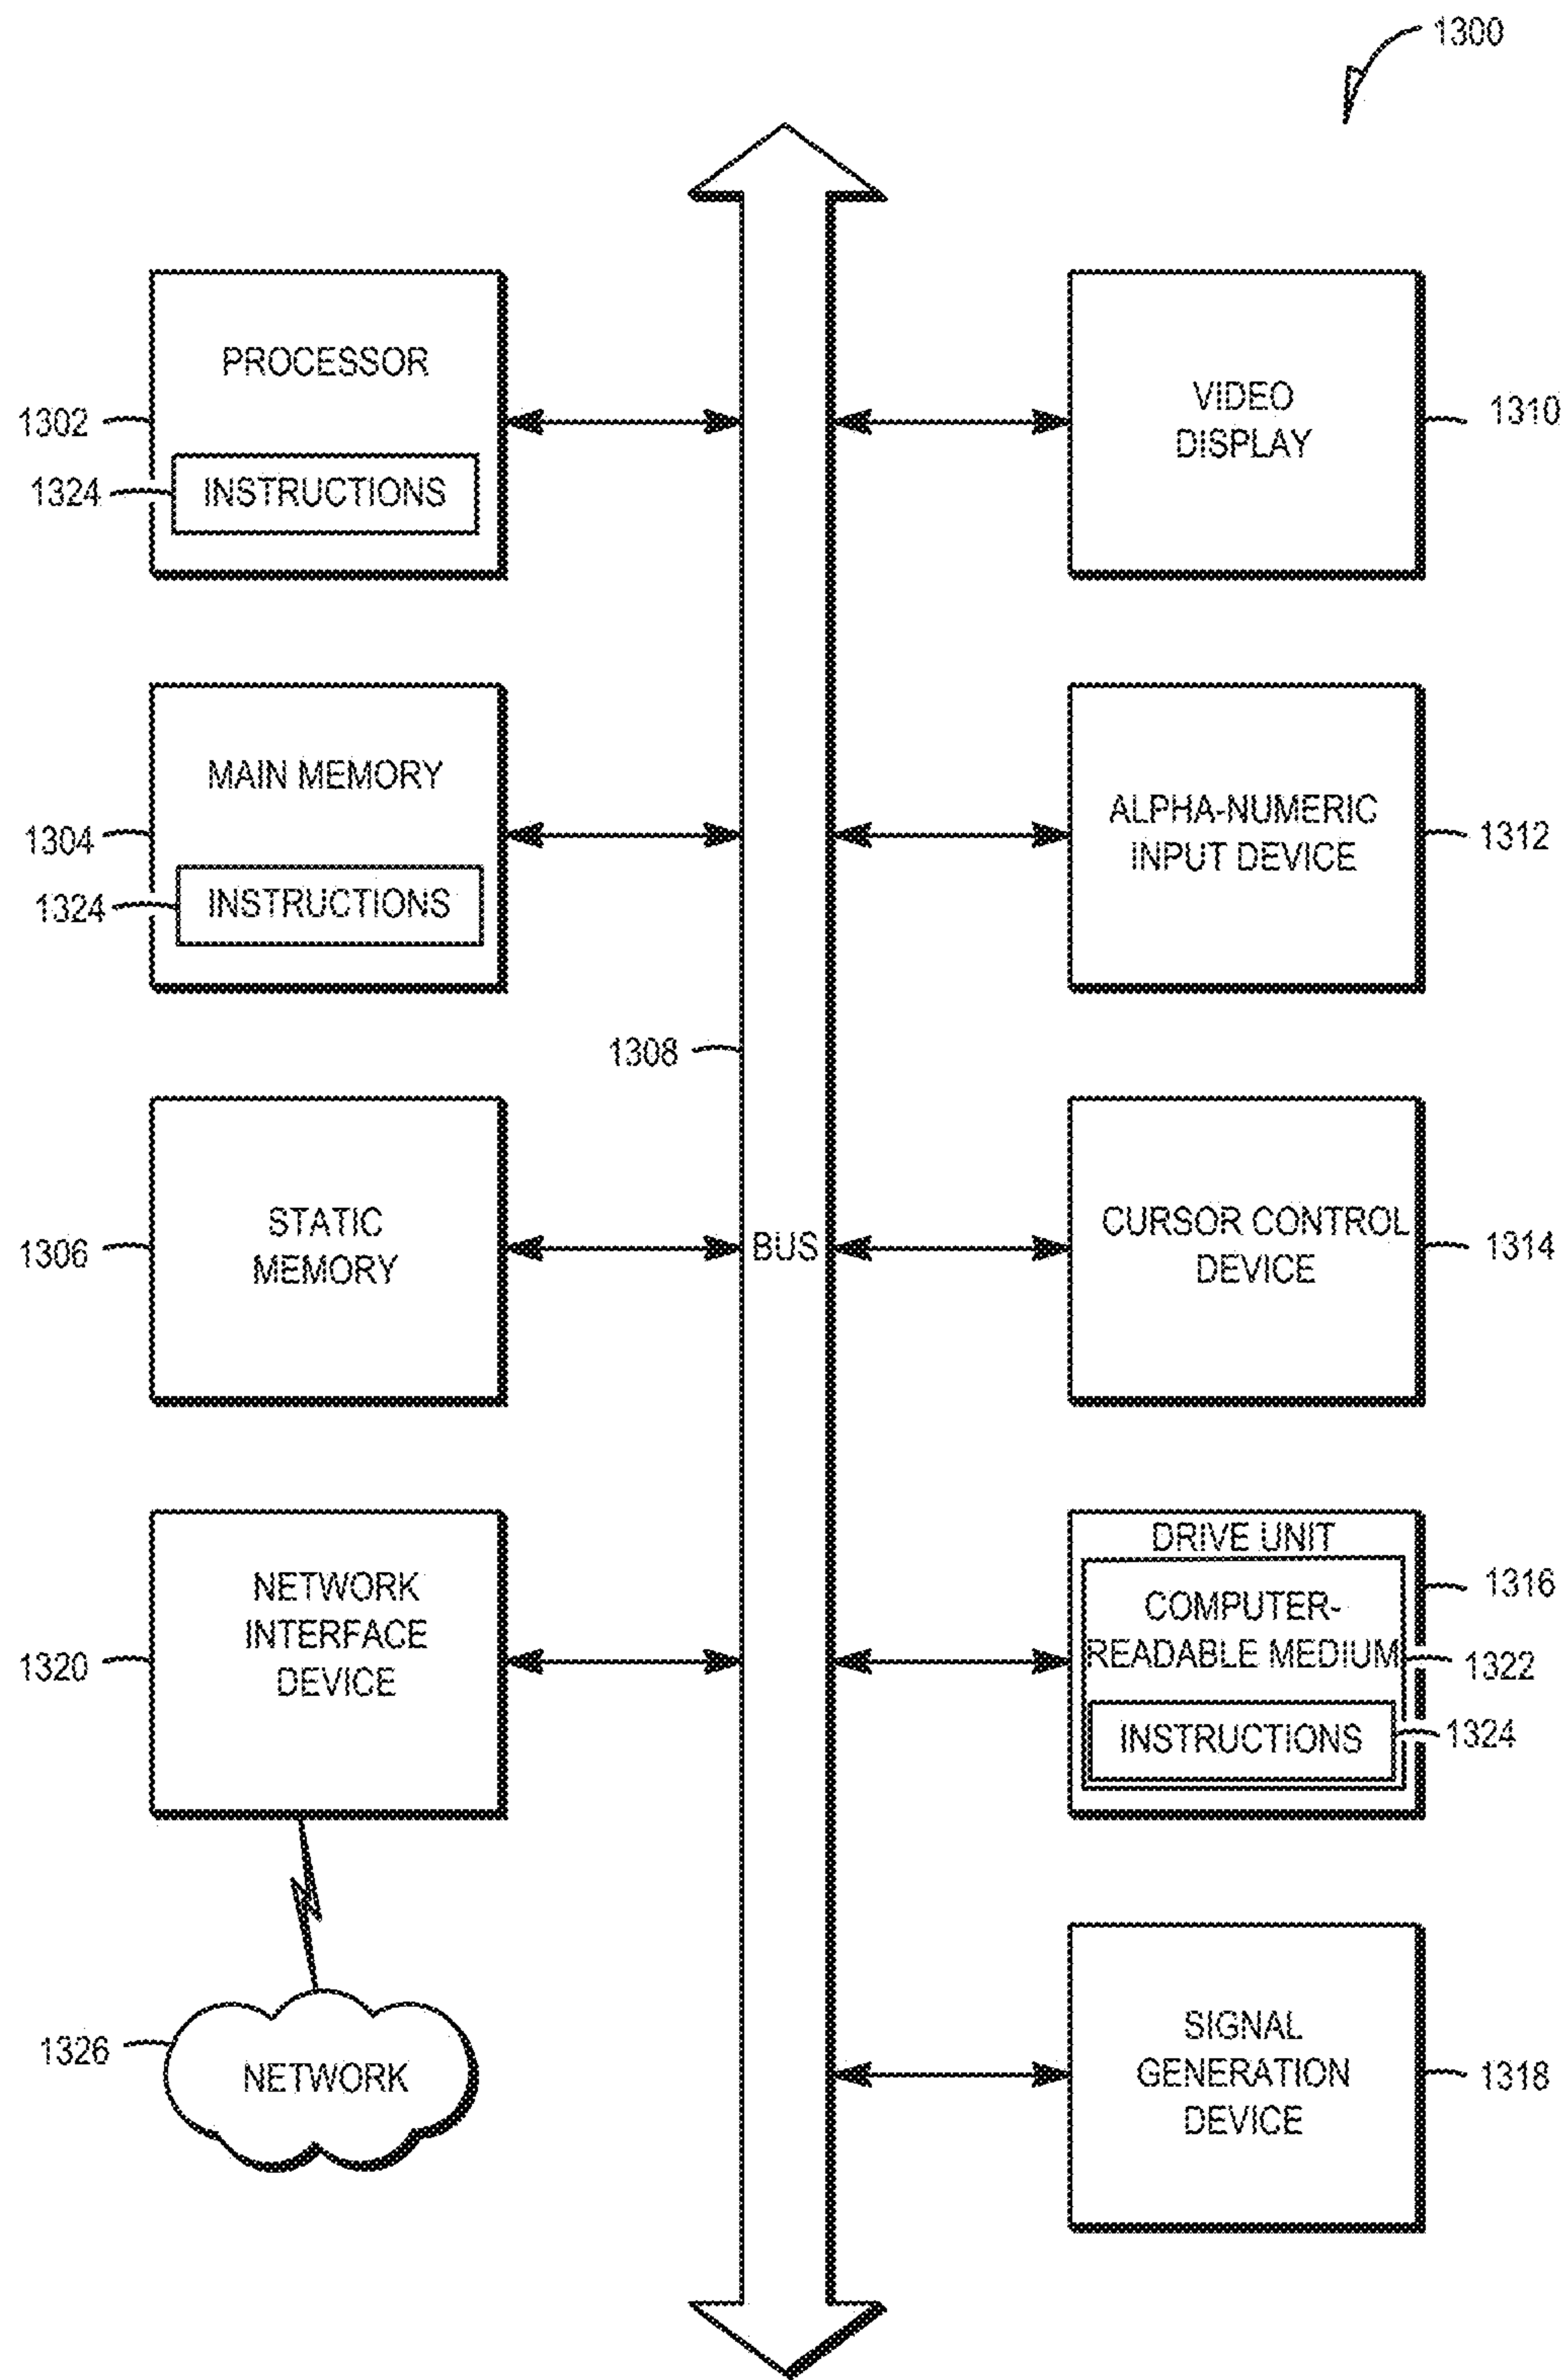 1300
PROCESSOR
1302
1324
INSTRUCTIONS
VIDEO
DISPLAY
1310
MAIN MEMORY
1304
1324
INSTRUCTIONS
ALPHA-NUMERIC
INPUT DEVICE
1312
1308
STATIC
MEMORY
1306
BUS
CURSOR CONTROL
DEVICE
1314
NETWORK
INTERFACE
DEVICE
1320
DRIVE UNIT
1316
COMPUTER-
READABLE MEDIUM
1322
INSTRUCTIONS
1324
1326
NETWORK
SIGNAL
GENERATION
DEVICE
1318